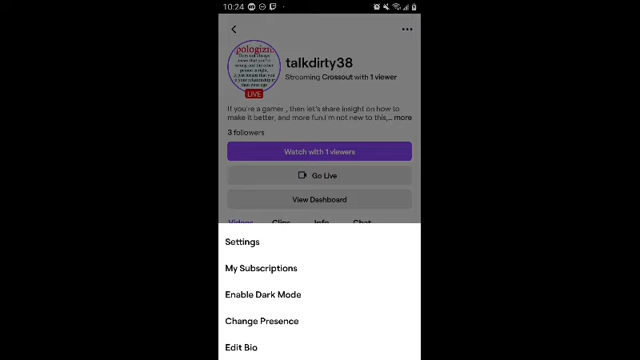 10:24
talkdirty38
Streaming Crossout with 1 viewer
LIVE
If you're a gamer , then let's share insight on how to
make it better, and more fun.I'm not new to this,... more
3 followers
Watch with 1 viewers
Go Live
View Dashboard
Videos Clips Info Chat
Settings
My Subscriptions
Enable Dark Mode
Change Presence
Edit Bio